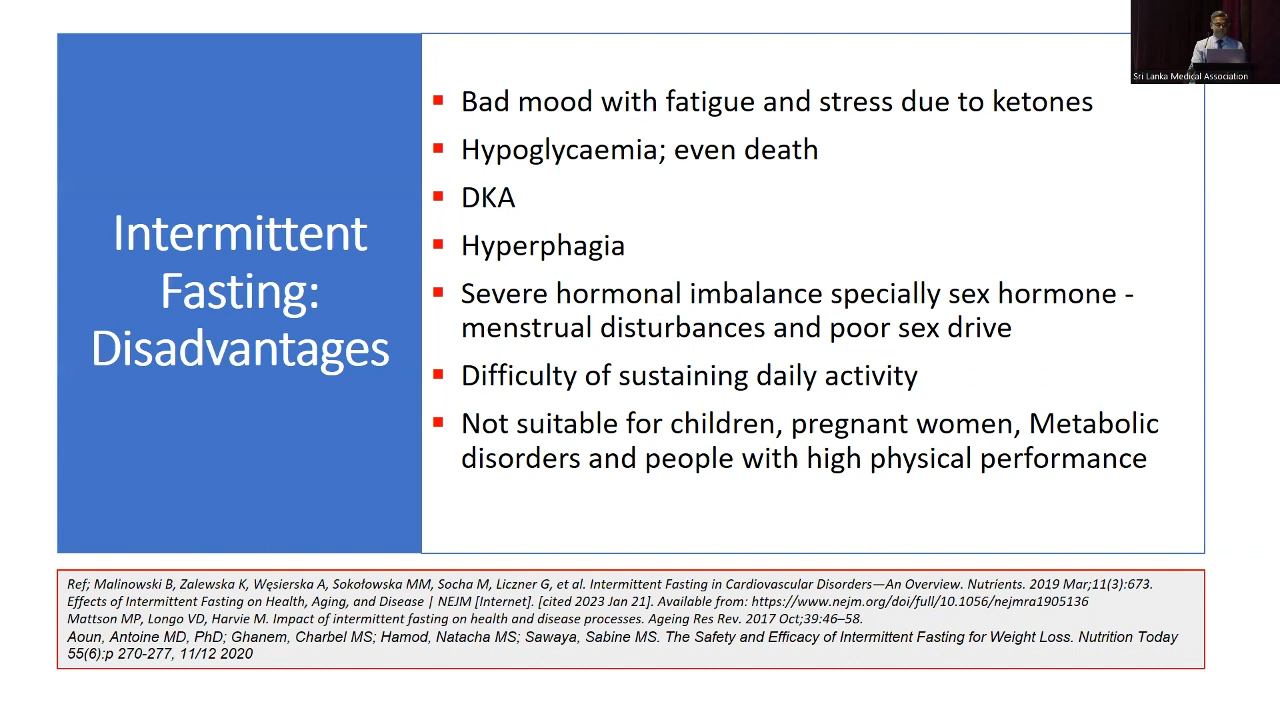 Sri Lanka Medical Association
Intermittent
Fasting:
Disadvantages
Bad mood with fatigue and stress due to ketones
Hypoglycaemia; even death
DKA
Hyperphagia
Severe hormonal imbalance specially sex hormone -
menstrual disturbances and poor sex drive
Difficulty of sustaining daily activity
Not suitable for children, pregnant women, Metabolic
disorders and people with high physical performance
Ref; Malinowski B, Zalewska K, Węsierska A, Sokołowska MM, Socha M, Liczner G, et al. Intermittent Fasting in Cardiovascular Disorders—An Overview. Nutrients. 2019 Mar;11(3):673.
Effects of Intermittent Fasting on Health, Aging, and Disease | NEJM [Internet]. [cited 2023 Jan 21]. Available from: https://www.nejm.org/doi/full/10.1056/nejmra1905136
Mattson MP, Longo VD, Harvie M. Impact of intermittent fasting on health and disease processes. Ageing Res Rev. 2017 Oct;39:46–58.
Aoun, Antoine MD, PhD; Ghanem, Charbel MS; Hamod, Natacha MS; Sawaya, Sabine MS. The Safety and Efficacy of Intermittent Fasting for Weight Loss. Nutrition Today
55(6):p 270-277, 11/12 2020